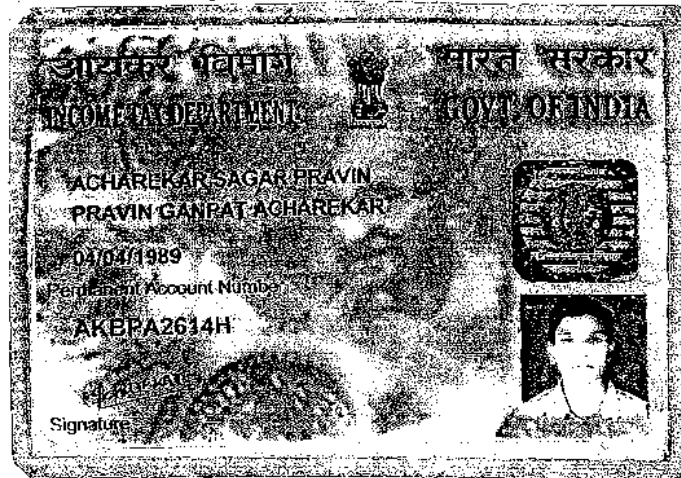 आयकर विभाग
भारत सरकार
INCOME TAX DEPARTMENT
GOVT. OF INDIA
ACHAREKAR SAGAR PRAVIN
PRAVIN GANPAT ACHAREKAR
04/04/1989
Permanent Account Number
AKBPA2614H
Signature